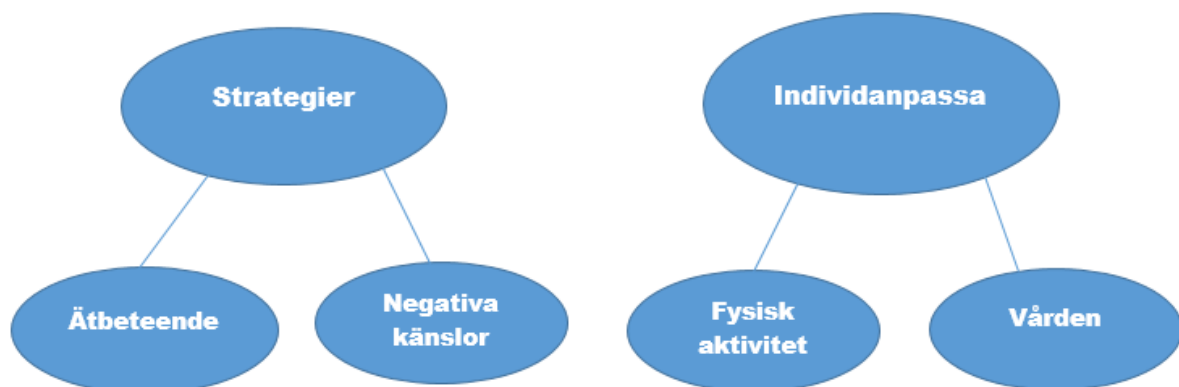 Strategier
Individanpassa
Ätbeteende
Negativa
känslor
Fysisk
aktivitet
Vården